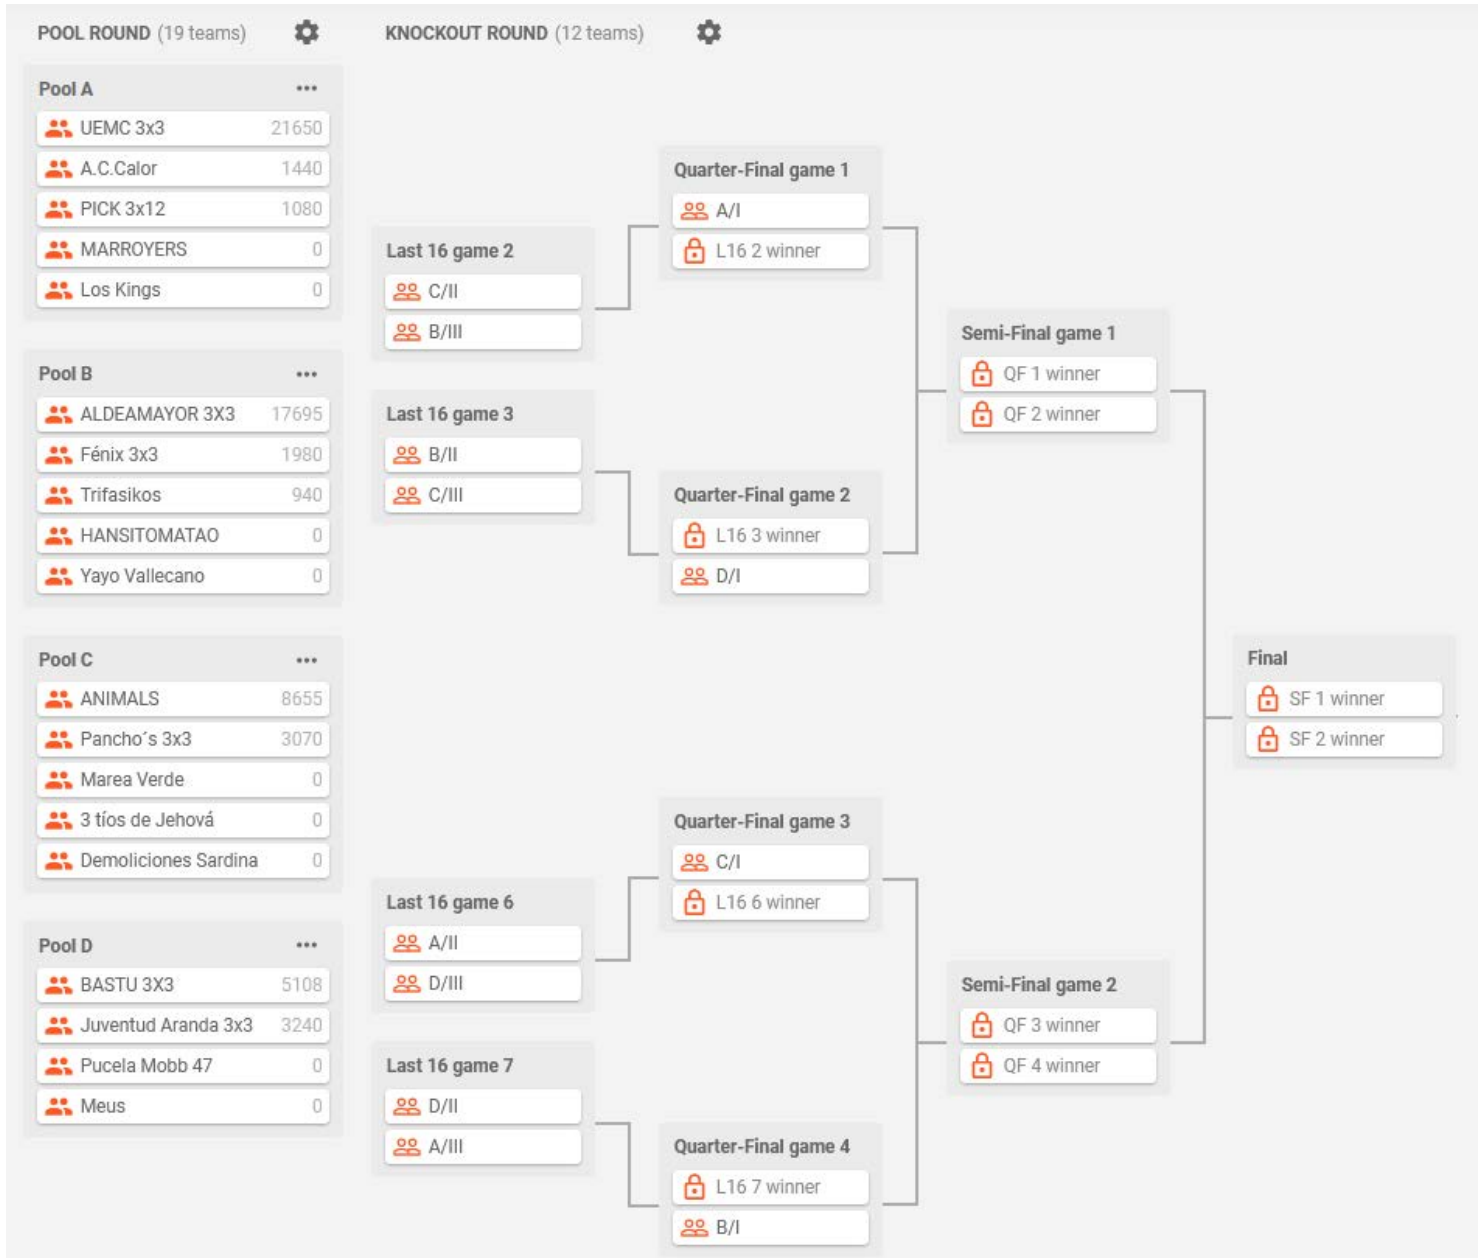 POOL ROUND (19 teams)
Pool A
UEMC 3x3 21650
A.C.Calor 1440
PICK 3x12 1080
MARROYERS 0
Los Kings 0
Pool B
ALDEAMAYOR 3X3 17695
Fénix 3x3 1980
Trifasikos 940
HANSITOMATAO 0
Yayo Vallecano 0
Pool C
ANIMALS 8655
Pancho´s 3x3 3070
Marea Verde 0
3 tíos de Jehová 0
Demoliciones Sardina 0
Pool D
BASTU 3X3 5108
Juventud Aranda 3x3 3240
Pucela Mobb 47 0
Meus 0
KNOCKOUT ROUND (12 teams)
Last 16 game 2
C/II
B/III
Last 16 game 3
B/II
C/III
Last 16 game 6
A/II
D/III
Last 16 game 7
D/II
A/III
Quarter-Final game 1
A/I
L16 2 winner
Quarter-Final game 2
L16 3 winner
D/I
Quarter-Final game 3
C/I
L16 6 winner
Quarter-Final game 4
L16 7 winner
B/I
Semi-Final game 1
QF 1 winner
QF 2 winner
Semi-Final game 2
QF 3 winner
QF 4 winner
Final
SF 1 winner
SF 2 winner